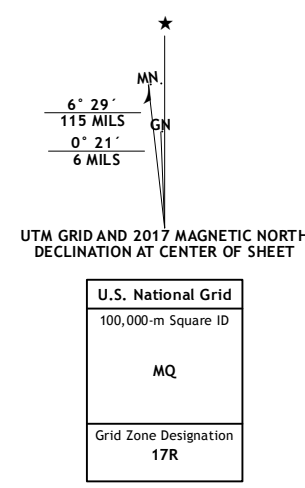 ★
MN
6° 29´
115 MILS
GN
0° 21´
6 MILS
UTM GRID AND 2017 MAGNETIC NORTH
DECLINATION AT CENTER OF SHEET
U.S. National Grid
100,000-m Square ID
MQ
Grid Zone Designation
17R